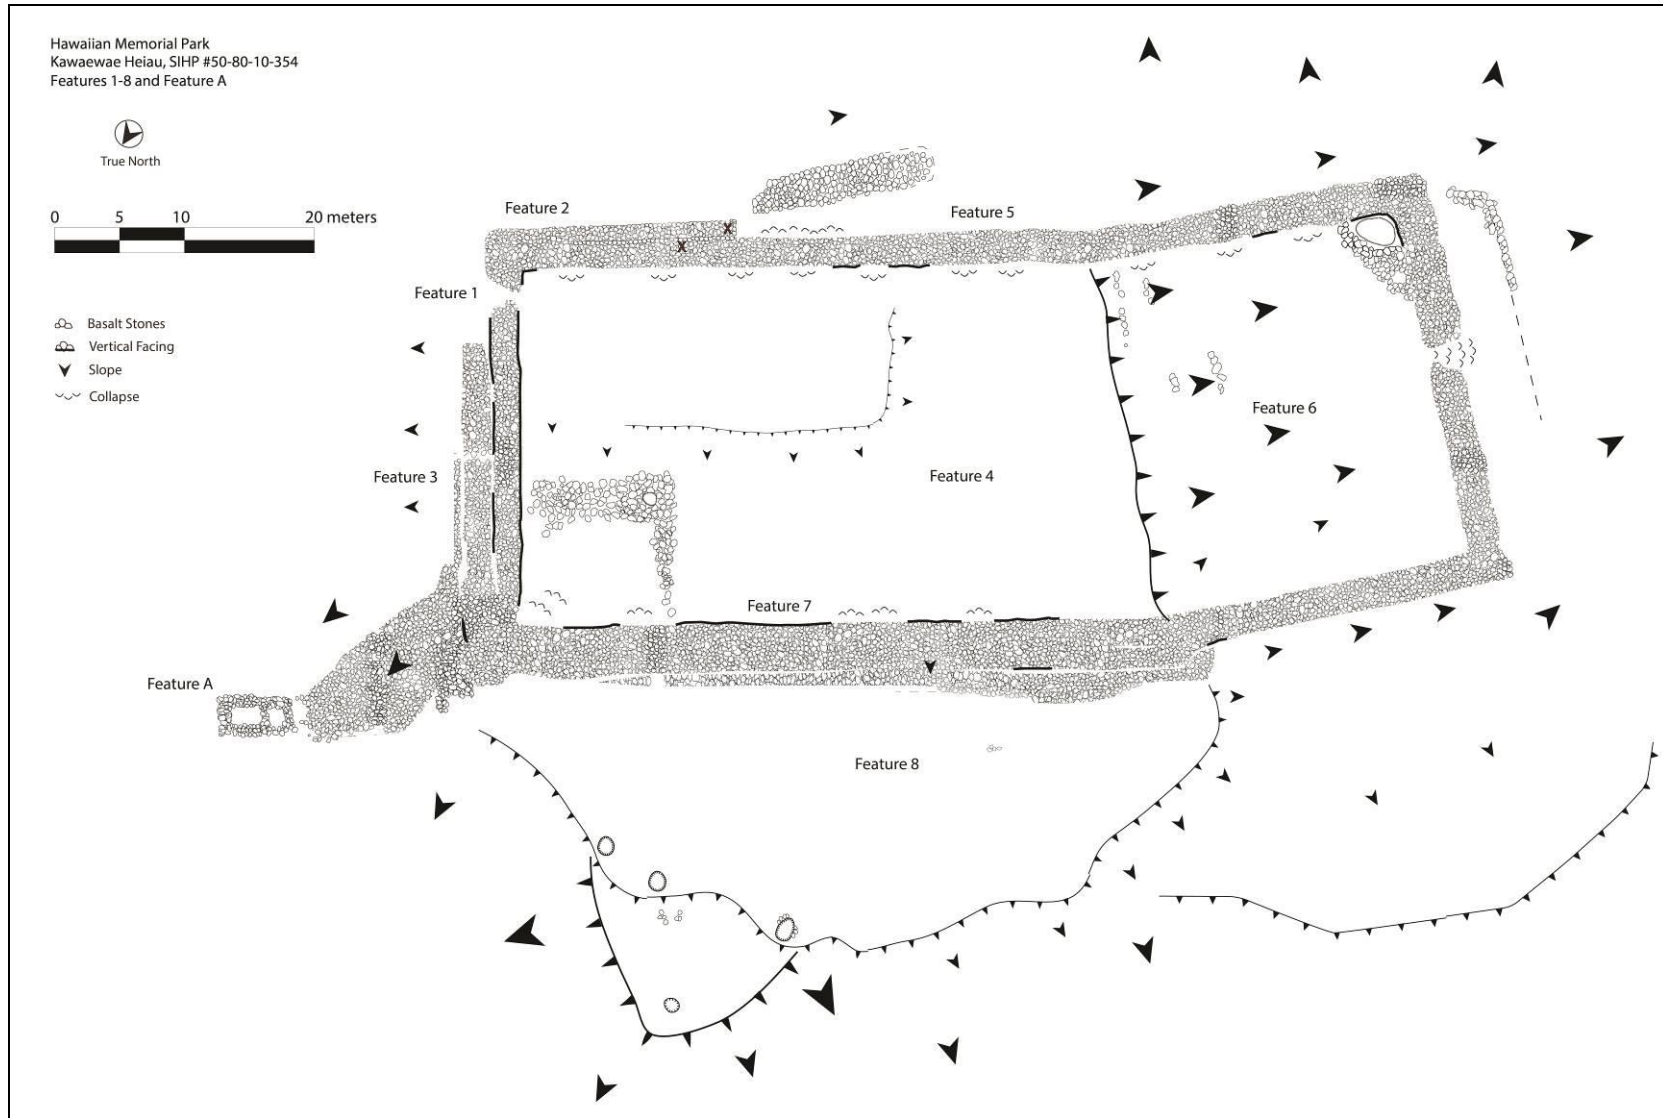 Hawaiian Memorial Park
Kawaewae Heiau, SIHP #50-80-10-354
Features 1-8 and Feature A
True North
0 5 10 20 meters
Basalt Stones
Vertical Facing
Slope
Collapse
Feature 2
Feature 5
X
X
Feature 1
Feature 6
Feature 3
Feature 4
Feature 7
Feature A
Feature 8